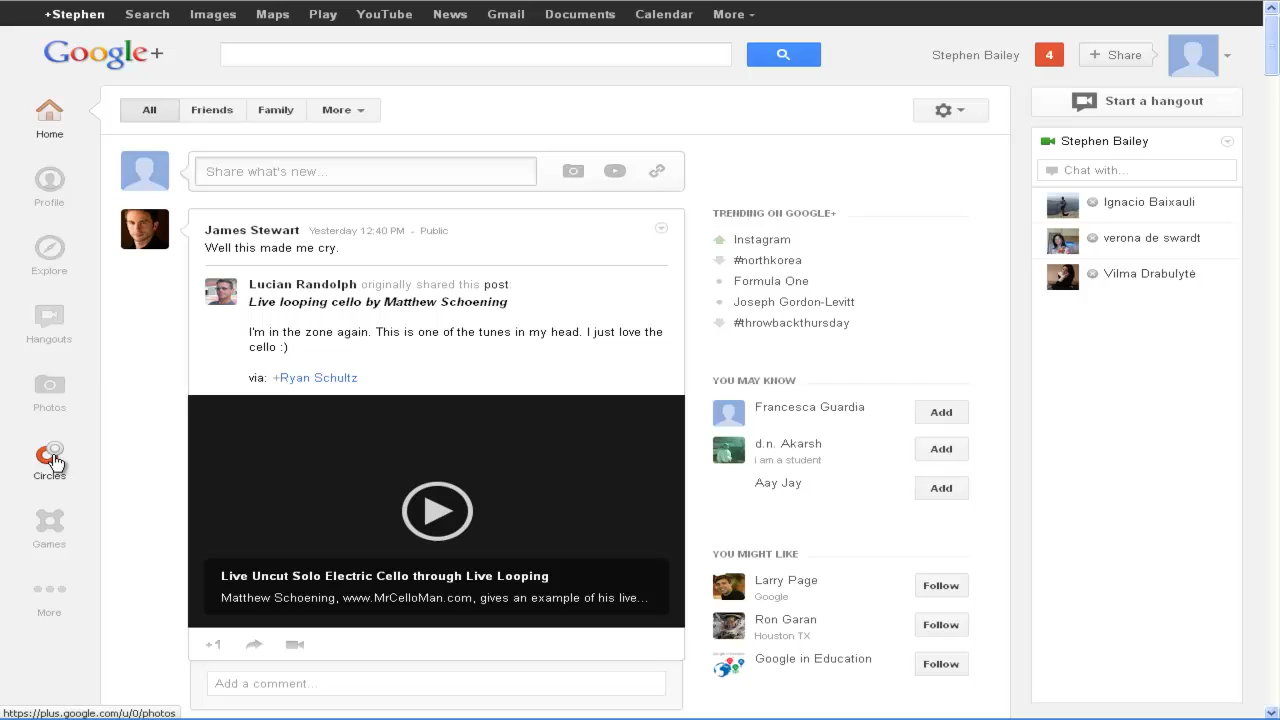 +Stephen Search Images Maps Play YouTube News Gmail Documents Calendar More
Google+
Stephen Bailey 4 + Share
All Friends Family More
Start a hangout
Home
Profile
Explore
Hangouts
Photos
Circles
Games
More
Share what's new...
James Stewart Yesterday 12:40 PM - Public
Well this made me cry.
Lucian Randolph originally shared this post:
Live looping cello by Matthew Schoening
I'm in the zone again. This is one of the tunes in my head. I just love the
cello :)
via: +Ryan Schultz
Live Uncut Solo Electric Cello through Live Looping
Matthew Schoening, www.MrCelloMan.com, gives an example of his live...
+1
Add a comment...
TRENDING ON GOOGLE+
Instagram
#northkorea
Formula One
Joseph Gordon-Levitt
#throwbackthursday
YOU MAY KNOW
Francesca Guardia Add
d.n. Akarsh Add
i am a student
Aay Jay Add
YOU MIGHT LIKE
Larry Page Follow
Google
Ron Garan Follow
Houston TX
Google in Education Follow
Stephen Bailey
Chat with...
Ignacio Baixauli
verona de swardt
Vilma Drabulytė
https://plus.google.com/u/0/photos